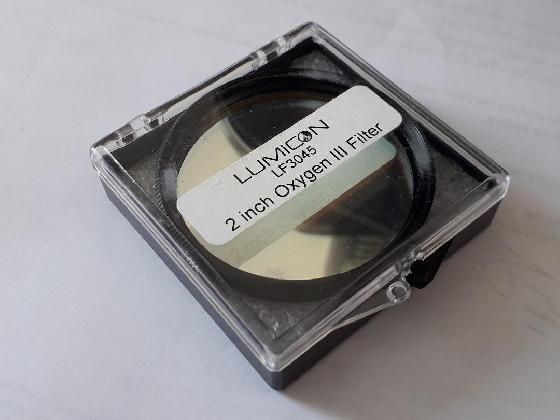 LUMICON
LF3045
2 inch Oxygen III Filter